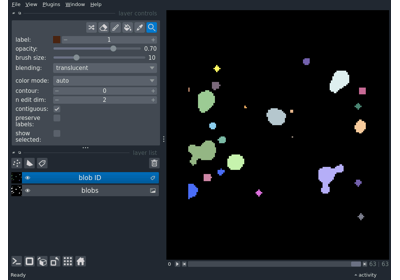 File View Plugins Window Help
layer controls
label: 1
opacity: 0.70
brush size: 10
blending: translucent
color mode: auto
contour: 0
n edit dim: 2
contiguous:
preserve
labels:
show
selected:
layer list
blob ID
blobs
Ready
63 63
activity